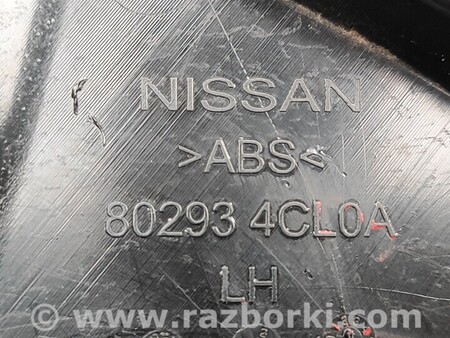 NISSAN
>ABS<
80293 4CL0A
LH
© www.razborki.com